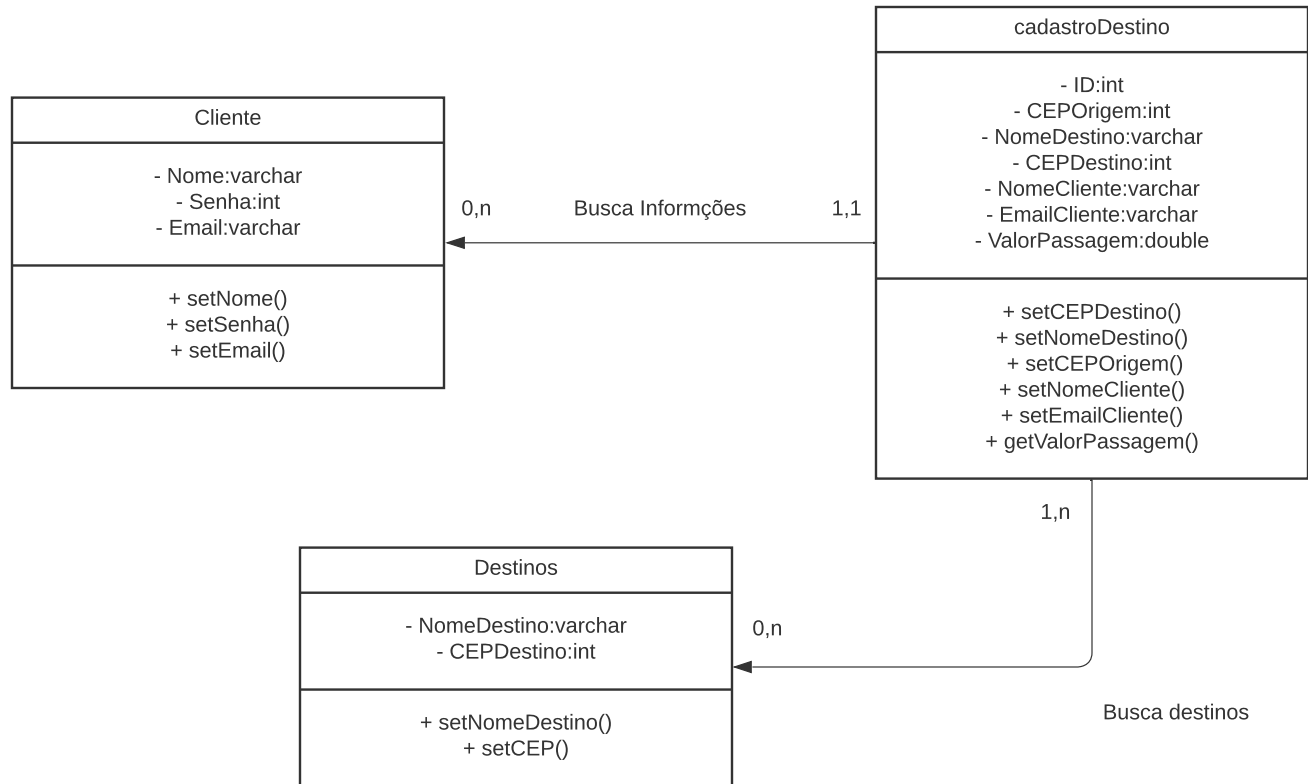 Cliente
- Nome:varchar
- Senha:int
- Email:varchar
+ setNome()
+ setSenha()
+ setEmail()
0,n
Busca Informções
1,1
cadastroDestino
- ID:int
- CEPOrigem:int
- NomeDestino:varchar
- CEPDestino:int
- NomeCliente:varchar
- EmailCliente:varchar
- ValorPassagem:double
+ setCEPDestino()
+ setNomeDestino()
+ setCEPOrigem()
+ setNomeCliente()
+ setEmailCliente()
+ getValorPassagem()
1,n
Destinos
- NomeDestino:varchar
- CEPDestino:int
+ setNomeDestino()
+ setCEP()
0,n
Busca destinos